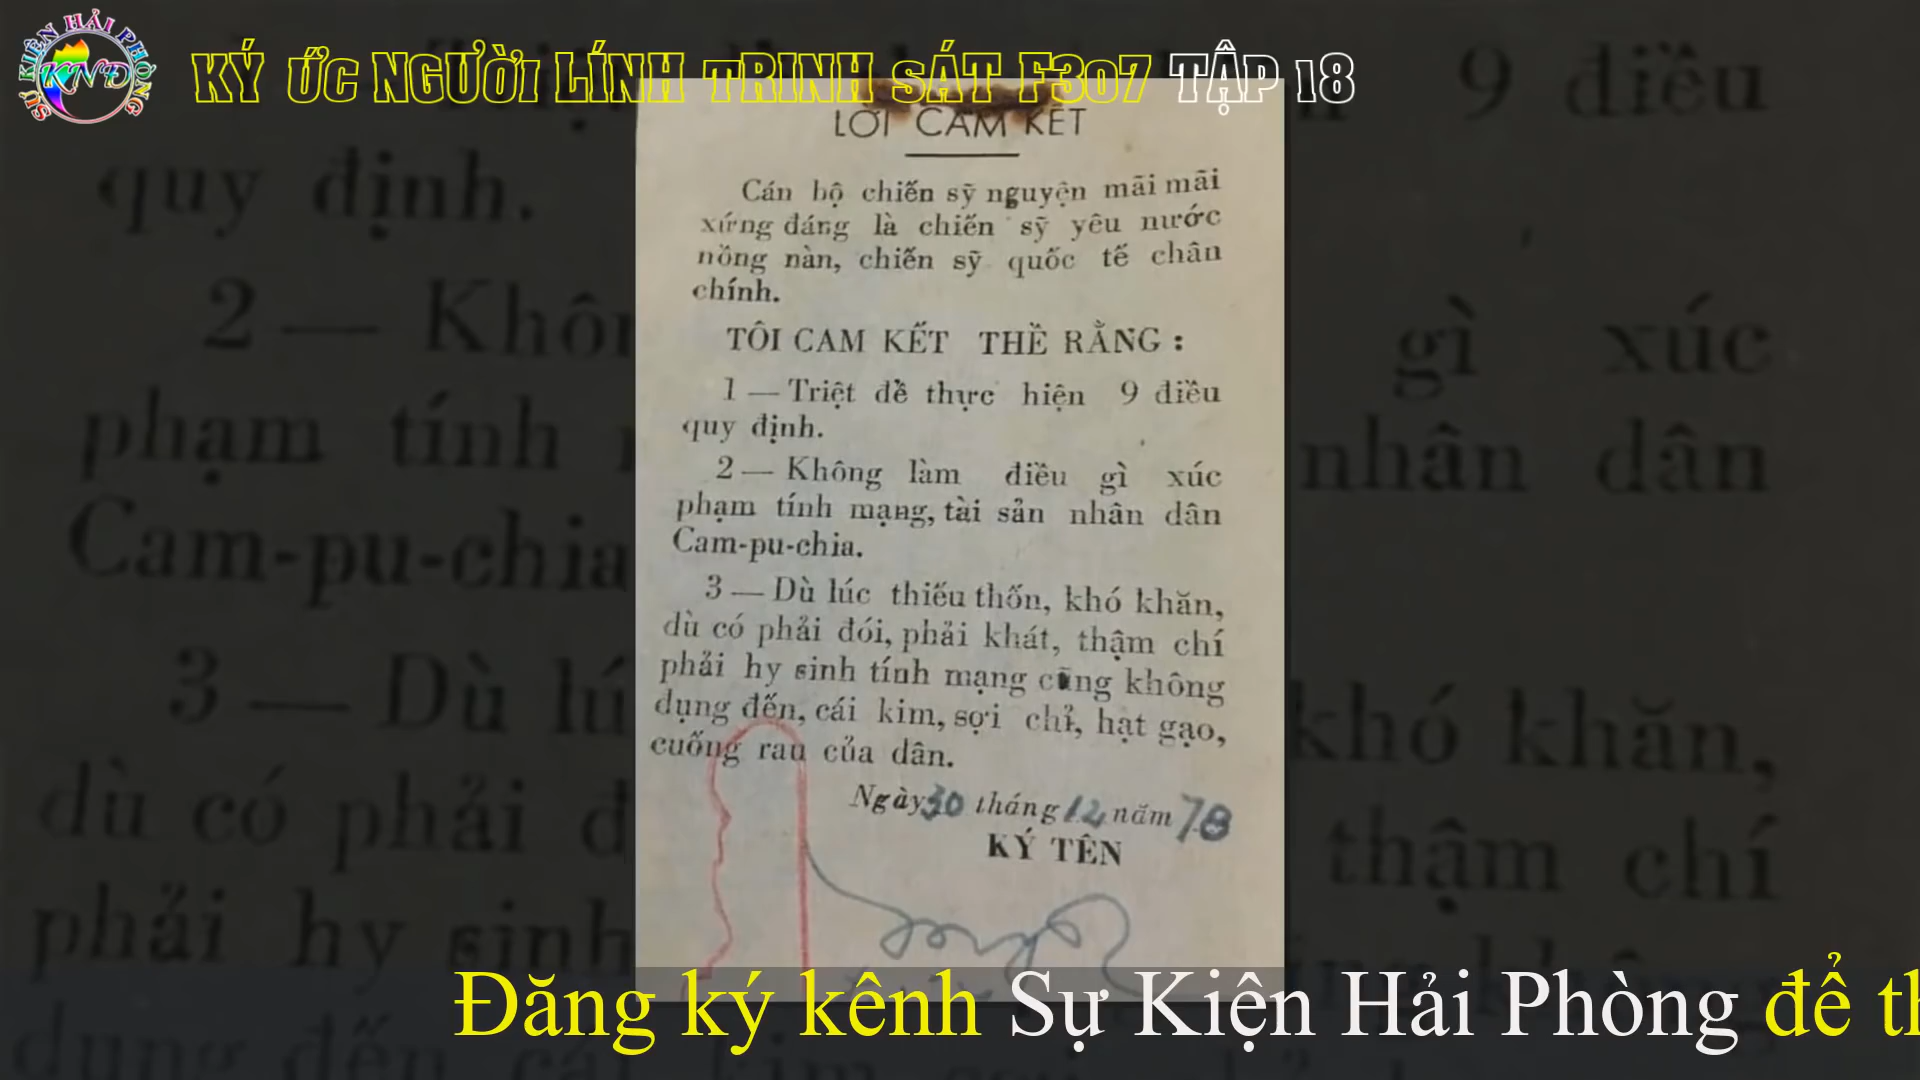 SỰ KIỆN HẢI PHÒNG
KNĐ
KÝ ỨC NGƯỜI LÍNH TRINH SÁT F307 TẬP 18
LỜI CAM KẾT
Cán bộ chiến sỹ nguyện mãi mãi
xứng đáng là chiến sỹ yêu nước
nồng nàn, chiến sỹ quốc tế chân
chính.
TÔI CAM KẾT THỀ RẰNG :
1 — Triệt để thực hiện 9 điều
quy định.
2 — Không làm điều gì xúc
phạm tính mạng, tài sản nhân dân
Cam-pu-chia.
3 — Dù lúc thiếu thốn, khó khăn,
dù có phải đói, phải khát, thậm chí
phải hy sinh tính mạng cũng không
dụng đến, cái kim, sợi chỉ, hạt gạo,
cuống rau của dân.
Ngày 30 tháng 12 năm 78
KÝ TÊN
Đăng ký kênh Sự Kiện Hải Phòng để th